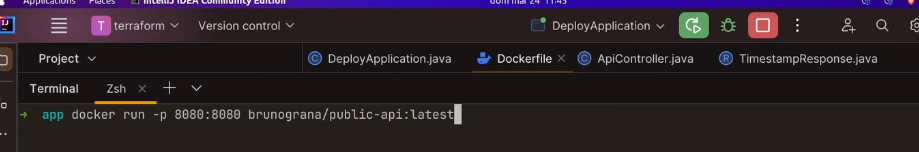 Applications Places IntelliJ IDEA Community Edition dom mar 24 11:43
T terraform Version control DeployApplication
Project DeployApplication.java Dockerfile ApiController.java TimestampResponse.java
Terminal Zsh
app docker run -p 8080:8080 brunograna/public-api:latest